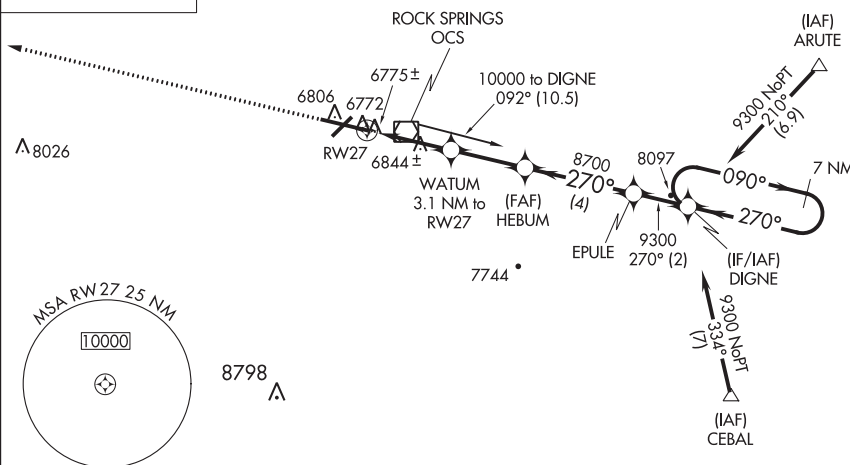 ROCK SPRINGS
OCS
(IAF)
ARUTE
6775±
10000 to DIGNE
092° (10.5)
6806
6772
9300 NoPT
210°
(6.9)
8026
RW27
6844±
WATUM
3.1 NM to
RW27
(FAF)
HEBUM
8700
270°
(4)
8097
090°
7 NM
270°
EPULE
9300
270° (2)
(IF/IAF)
DIGNE
7744
MSA RW27 25 NM
10000
8798
9300 NoPT
334°
(7)
(IAF)
CEBAL